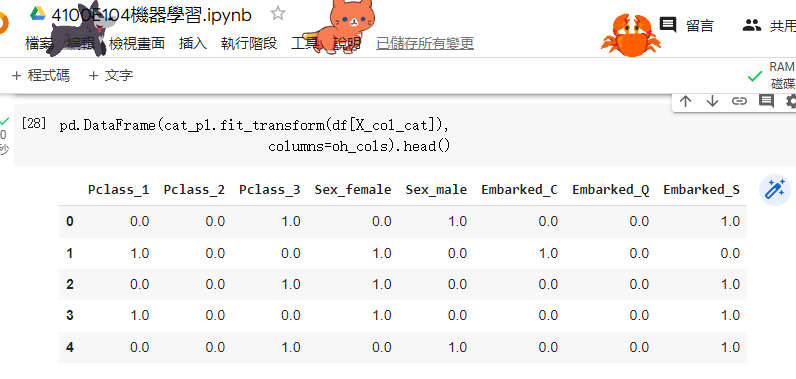 4100E104機器學習.ipynb
留言 共用
檔案 編輯 檢視畫面 插入 執行階段 工具 說明 已儲存所有變更
+ 程式碼 + 文字
RAM
磁碟
[28] pd.DataFrame(cat_pl.fit_transform(df[X_col_cat]),
columns=oh_cols).head()
0
秒
Pclass_1 Pclass_2 Pclass_3 Sex_female Sex_male Embarked_C Embarked_Q Embarked_S
0 0.0 0.0 1.0 0.0 1.0 0.0 0.0 1.0
1 1.0 0.0 0.0 1.0 0.0 1.0 0.0 0.0
2 0.0 0.0 1.0 1.0 0.0 0.0 0.0 1.0
3 1.0 0.0 0.0 1.0 0.0 0.0 0.0 1.0
4 0.0 0.0 1.0 0.0 1.0 0.0 0.0 1.0